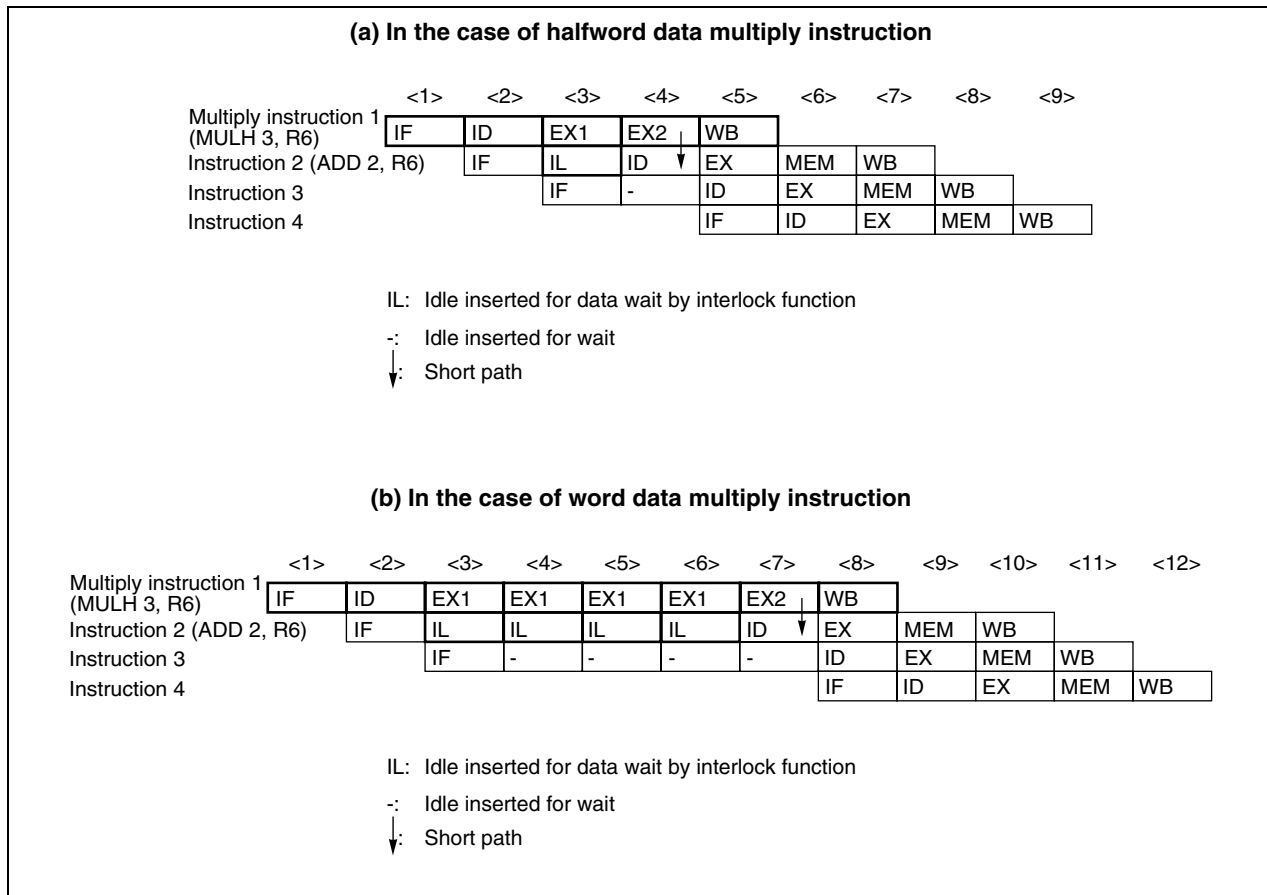 (a) In the case of halfword data multiply instruction
<1> <2> <3> <4> <5> <6> <7> <8> <9>
Multiply instruction 1
(MULH 3, R6) IF ID EX1 EX2 WB
Instruction 2 (ADD 2, R6) IF IL ID EX MEM WB
Instruction 3 IF - ID EX MEM WB
Instruction 4 IF ID EX MEM WB
IL: Idle inserted for data wait by interlock function
-: Idle inserted for wait
: Short path
(b) In the case of word data multiply instruction
<1> <2> <3> <4> <5> <6> <7> <8> <9> <10> <11> <12>
Multiply instruction 1
(MULH 3, R6) IF ID EX1 EX1 EX1 EX1 EX2 WB
Instruction 2 (ADD 2, R6) IF IL IL IL IL ID EX MEM WB
Instruction 3 IF - - - - ID EX MEM WB
Instruction 4 IF ID EX MEM WB
IL: Idle inserted for data wait by interlock function
-: Idle inserted for wait
: Short path